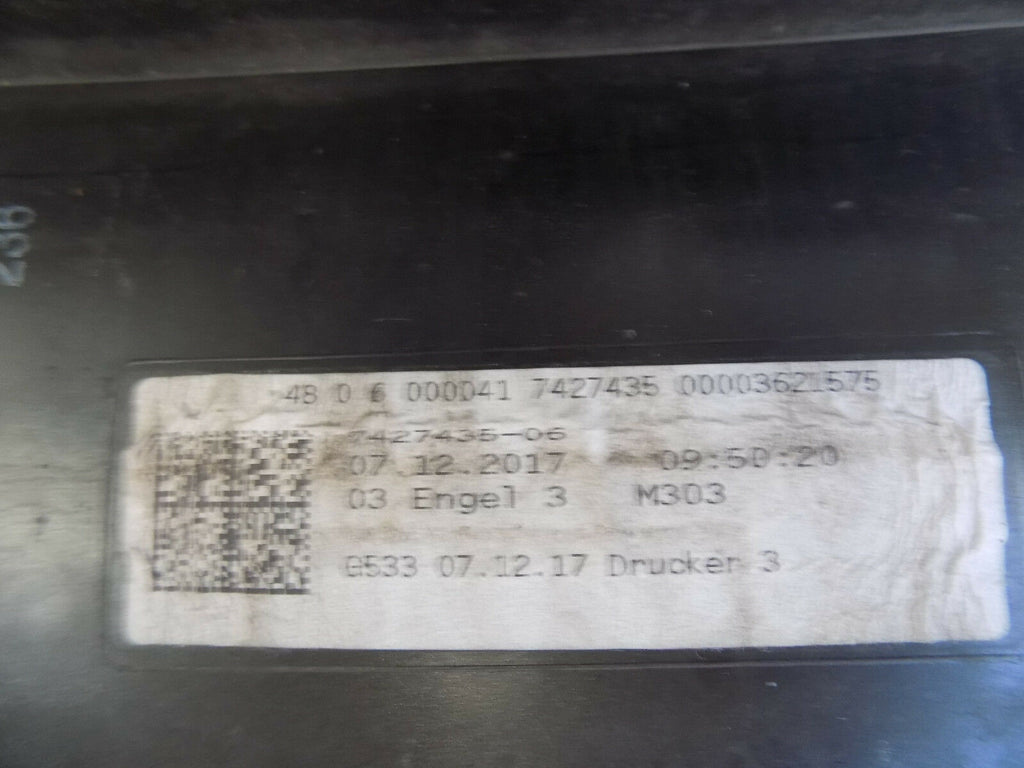 238
48 0 6 000041 7427435 00003621575
7427435-06
07.12.2017 09:50:20
03 Engel 3 M303
07.12.17 Drucker 3